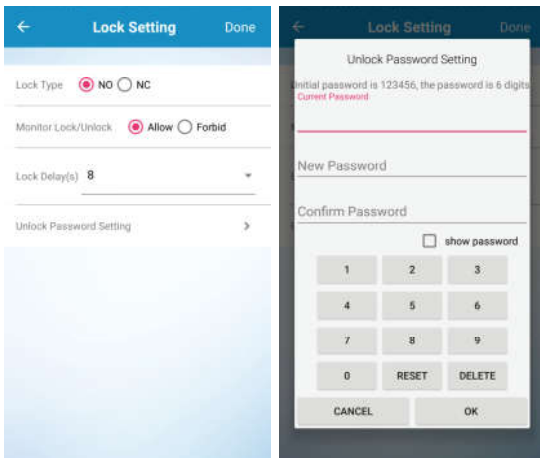 Lock Setting Done
Lock Type NO NC
Monitor Lock/Unlock Allow Forbid
Lock Delay(s) 8
Unlock Password Setting
Lock Setting Done
Unlock Password Setting
Unitial password is 123456, the password is 6 digits
Current Password
New Password
Confirm Password
show password
1 2 3
4 5 6
7 8 9
0 RESET DELETE
CANCEL OK